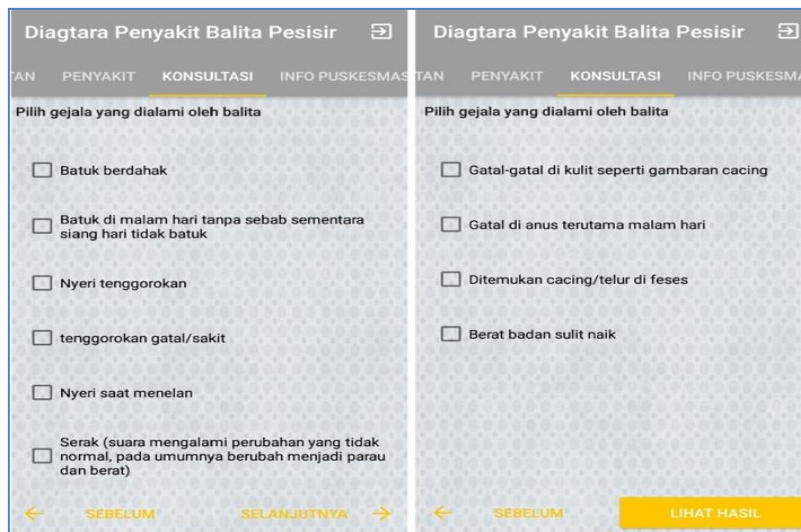 Diagtara Penyakit Balita Pesisir
TAN PENYAKIT KONSULTASI INFO PUSKESMAS
Pilih gejala yang dialami oleh balita
Batuk berdahak
Batuk di malam hari tanpa sebab sementara
siang hari tidak batuk
Nyeri tenggorokan
tenggorokan gatal/sakit
Nyeri saat menelan
Serak (suara mengalami perubahan yang tidak
normal, pada umumnya berubah menjadi parau
dan berat)
SEBELUM SELANJUTNYA
Diagtara Penyakit Balita Pesisir
TAN PENYAKIT KONSULTASI INFO PUSKESMA
Pilih gejala yang dialami oleh balita
Gatal-gatal di kulit seperti gambaran cacing
Gatal di anus terutama malam hari
Ditemukan cacing/telur di feses
Berat badan sulit naik
SEBELUM LIHAT HASIL